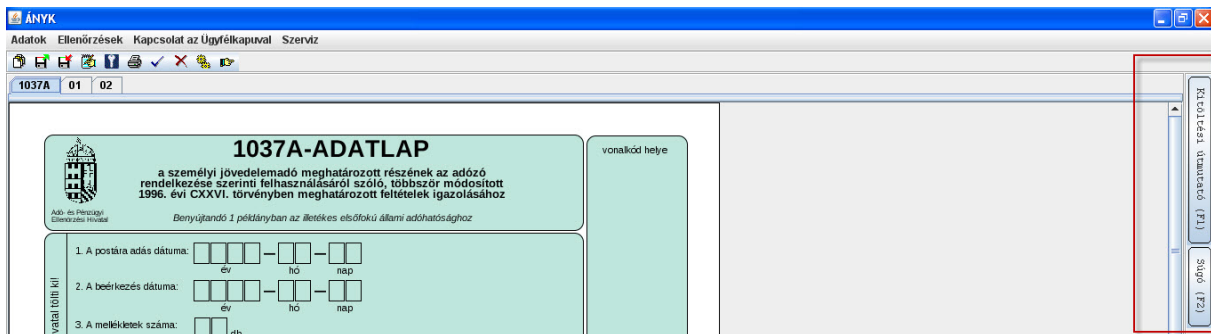 ÁNYK
Adatok Ellenőrzések Kapcsolat az Ügyfélkapuval Szerviz
1037A 01 02
1037A-ADATLAP
a személyi jövedelemadó meghatározott részének az adózó
rendelkezése szerinti felhasználásáról szóló, többször módosított
1996. évi CXXVI. törvényben meghatározott feltételek igazolásához
Adó- és Pénzügyi
Ellenőrzési Hivatal
Benyújtandó 1 példányban az illetékes elsőfokú állami adóhatósághoz
vonalkód helye
1. A postára adás dátuma:
év hó nap
2. A beérkezés dátuma:
év hó nap
3. A mellékletek száma:
db
vatal tölti ki!
Kitöltési útmutató (F1)
Súgó (F2)